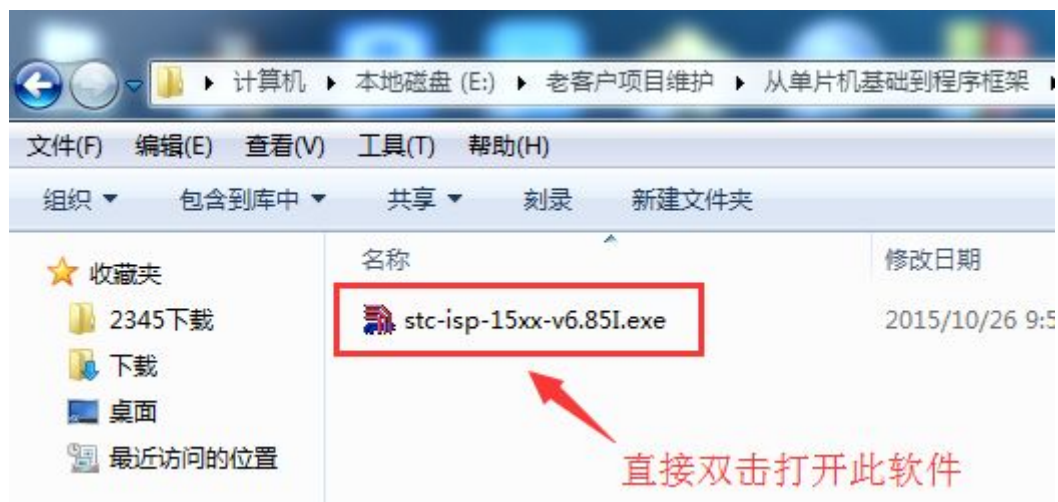 计算机 本地磁盘 (E:) 老客户项目维护 从单片机基础到程序框架
文件(F) 编辑(E) 查看(V) 工具(T) 帮助(H)
组织 包含到库中 共享 刻录 新建文件夹
名称 修改日期
收藏夹
2345下载
stc-isp-15xx-v6.85I.exe 2015/10/26 9:5
下载
桌面
最近访问的位置
直接双击打开此软件